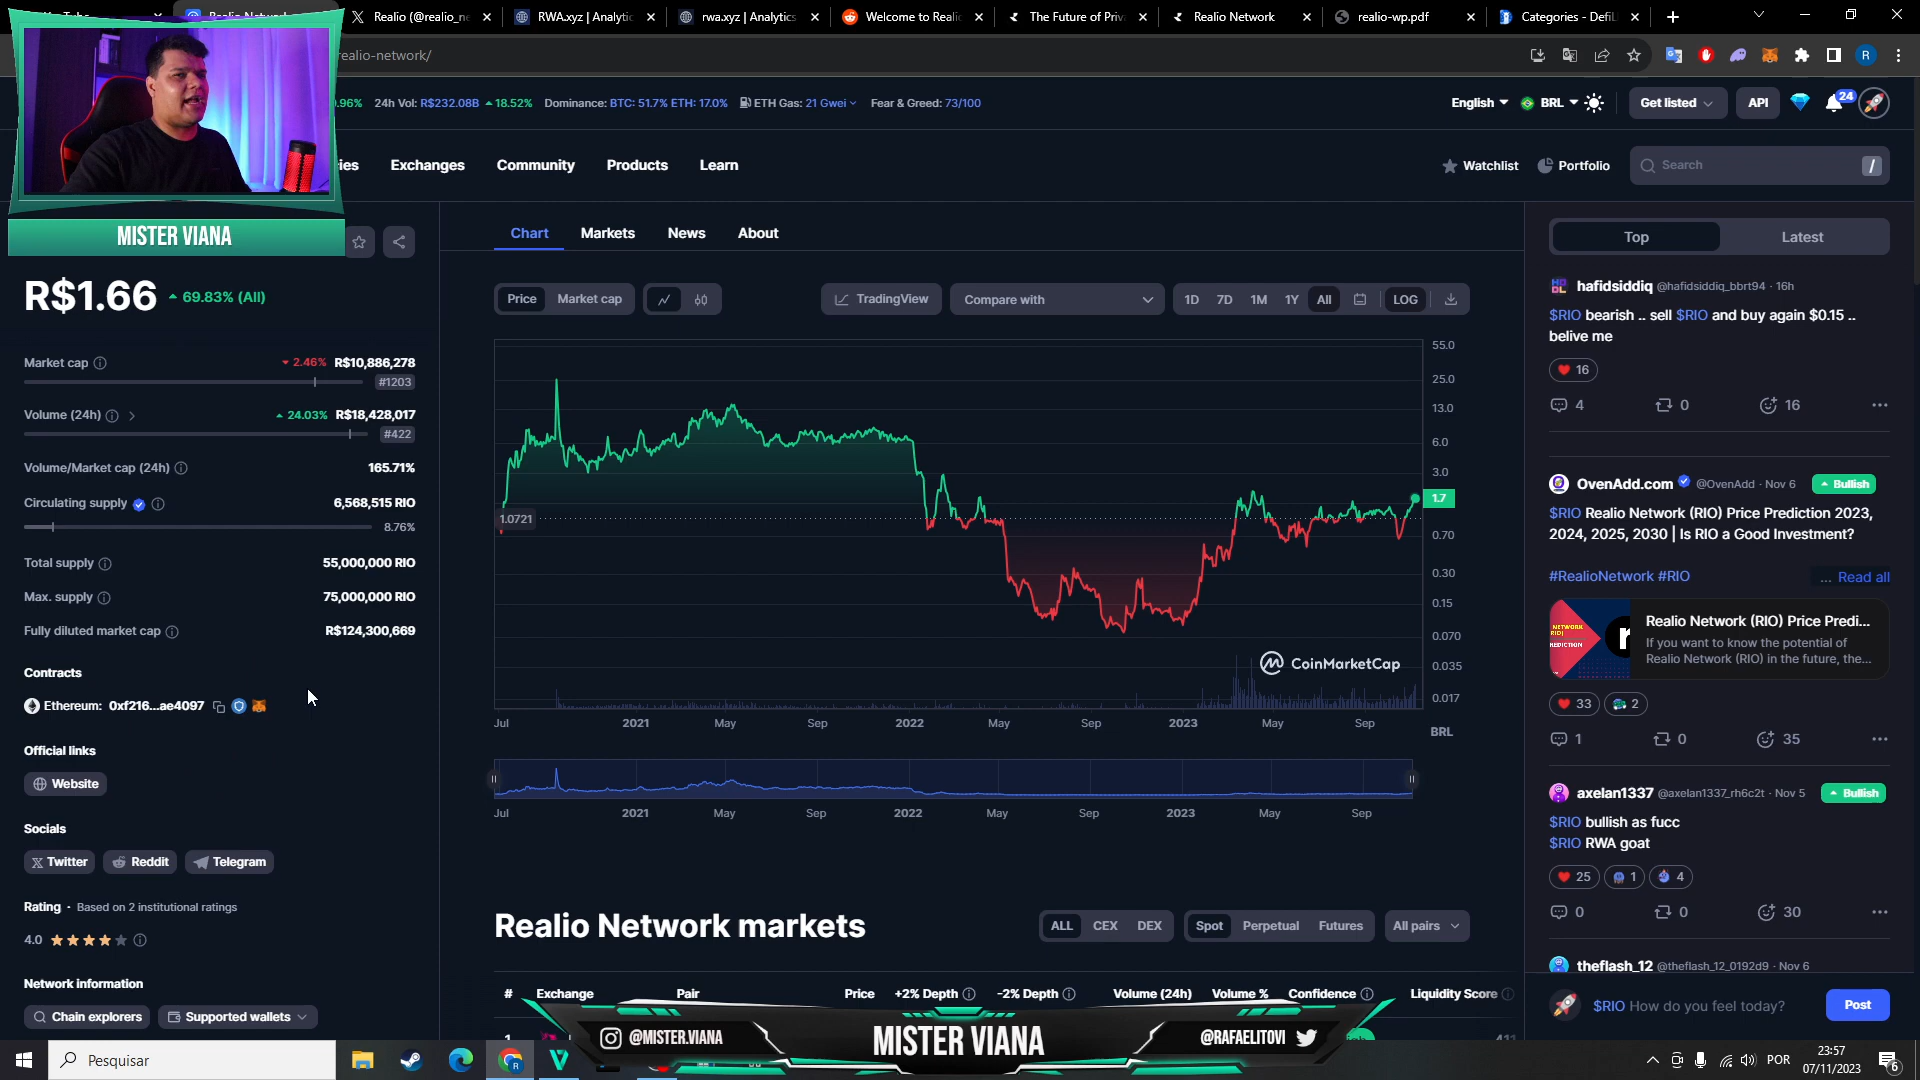 Realio (@realio_ne
RWA.xyz | Analytic
rwa.xyz | Analytics
Welcome to Realio
The Future of Priva
Realio Network
realio-wp.pdf
Categories - DefiL
realio-network/
0.96% 24h Vol: R$232.08B 18.52% Dominance: BTC: 51.7% ETH: 17.0% ETH Gas: 21 Gwei Fear & Greed: 73/100
English BRL Get listed API 24
Exchanges Community Products Learn
Watchlist Portfolio Search /
MISTER VIANA
R$1.66 69.83% (All)
Market cap 2.46% R$10,886,278
#1203
Volume (24h) 24.03% R$18,428,017
#422
Volume/Market cap (24h) 165.71%
Circulating supply 6,568,515 RIO
8.76%
Total supply 55,000,000 RIO
Max. supply 75,000,000 RIO
Fully diluted market cap R$124,300,669
Contracts
Ethereum: 0xf216...ae4097
Official links
Website
Socials
Twitter Reddit Telegram
Rating · Based on 2 institutional ratings
4.0
Network information
Chain explorers Supported wallets
Chart Markets News About
Price Market cap TradingView Compare with 1D 7D 1M 1Y All LOG
55.0
25.0
13.0
6.0
3.0
1.7
1.0721
0.70
0.30
0.15
0.070
0.035
0.017
CoinMarketCap
Jul 2021 May Sep 2022 May Sep 2023 May Sep
BRL
Jul 2021 May Sep 2022 May Sep 2023 May Sep
Realio Network markets
ALL CEX DEX Spot Perpetual Futures All pairs
# Exchange Pair Price +2% Depth -2% Depth Volume (24h) Volume % Confidence Liquidity Score
Top Latest
hafidsiddiq @hafidsiddiq_bbrt94 · 16h
$RIO bearish .. sell $RIO and buy again $0.15 ..
belive me
16
4 0 16
OvenAdd.com @OvenAdd · Nov 6 Bullish
$RIO Realio Network (RIO) Price Prediction 2023,
2024, 2025, 2030 | Is RIO a Good Investment?
#RealioNetwork #RIO ... Read all
Realio Network (RIO) Price Predi...
If you want to know the potential of
Realio Network (RIO) in the future, the...
33 2
1 0 35
axelan1337 @axelan1337_rh6c2t · Nov 5 Bullish
$RIO bullish as fucc
$RIO RWA goat
25 1 4
0 0 30
theflash_12 @theflash_12_0192d9 · Nov 6
$RIO How do you feel today? Post
@MISTER.VIANA MISTER VIANA @RAFAELITOVI
Pesquisar
POR
23:57
07/11/2023
6